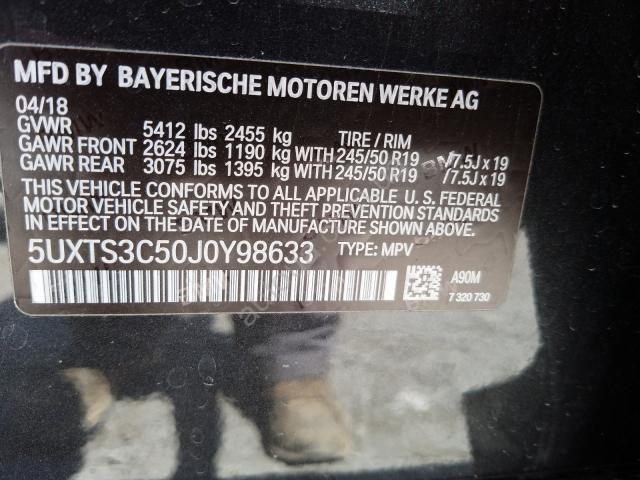 MFD BY BAYERISCHE MOTOREN WERKE AG
04/18
GVWR 5412 lbs 2455 kg TIRE / RIM
GAWR FRONT 2624 lbs 1190 kg WITH 245/50 R19 /7.5J x 19
GAWR REAR 3075 lbs 1395 kg WITH 245/50 R19 /7.5J x 19
THIS VEHICLE CONFORMS TO ALL APPLICABLE U. S. FEDERAL
MOTOR VEHICLE SAFETY AND THEFT PREVENTION STANDARDS
IN EFFECT ON THE DATE OF MANUFACTURE SHOWN ABOVE.
5UXTS3C50J0Y98633 TYPE: MPV
A90M
7 320 730